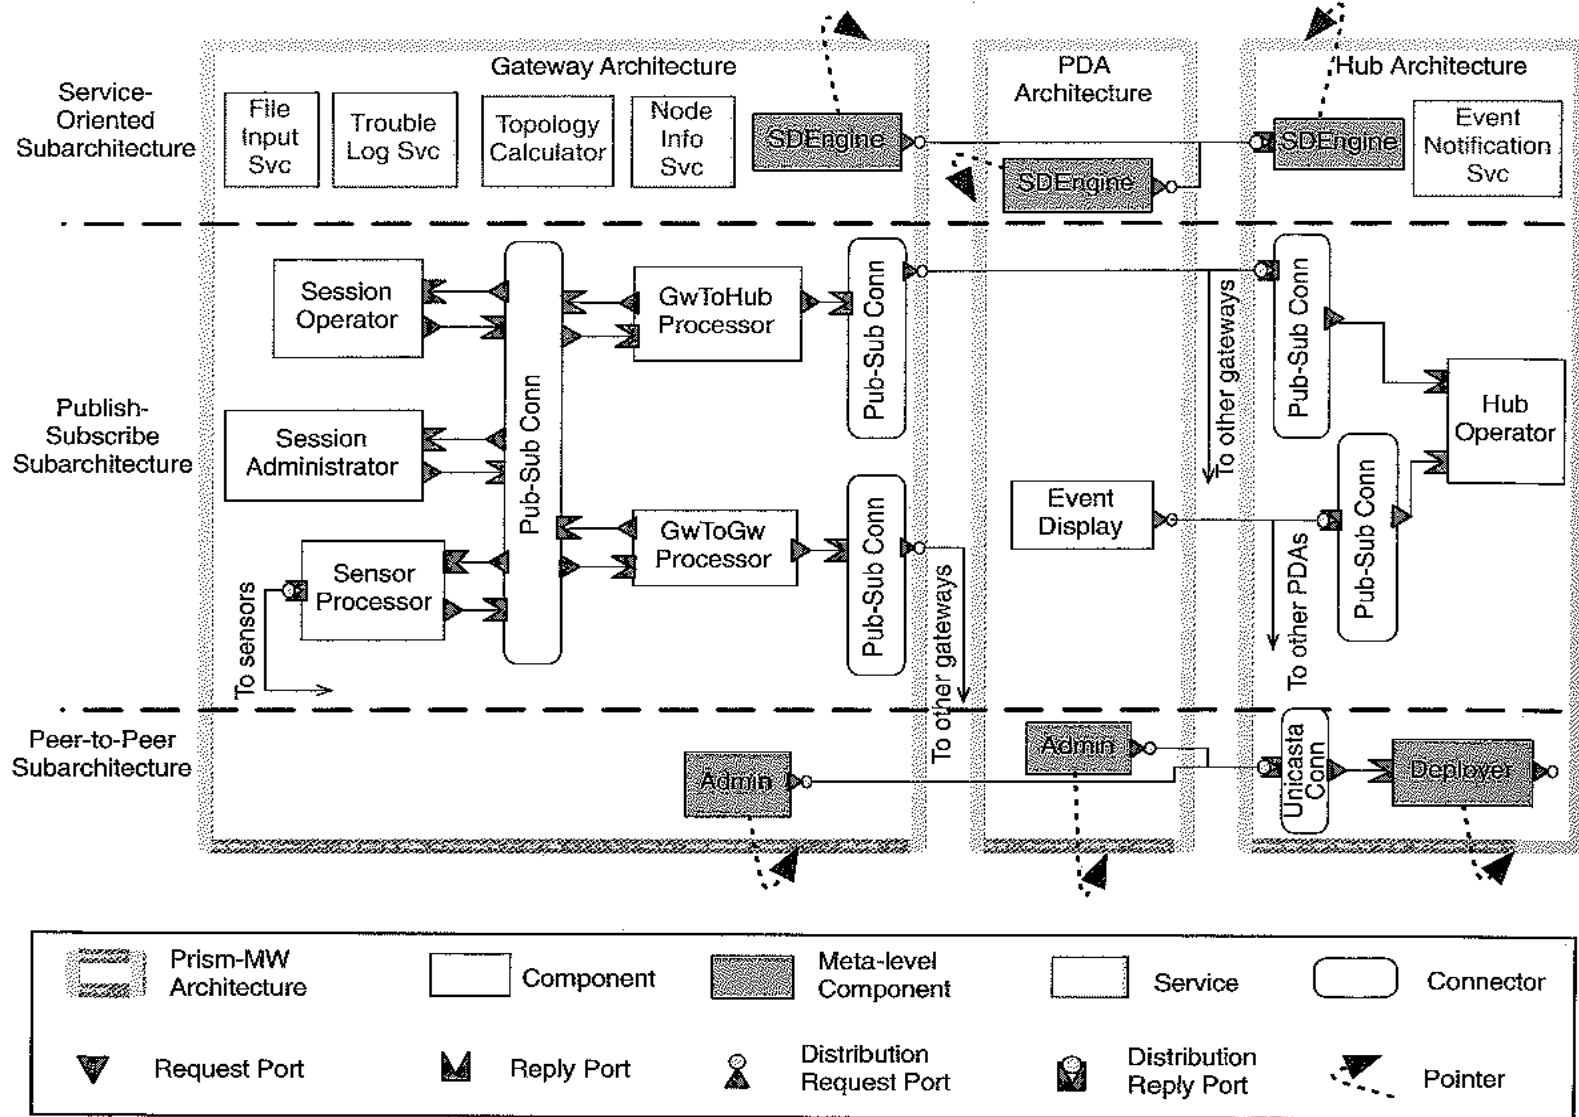 Gateway Architecture
PDA
Architecture
Hub Architecture
Service-
Oriented
Subarchitecture
File
Input
Svc
Trouble
Log Svc
Topology
Calculator
Node
Info
Svc
SDEngine
SDEngine
SDEngine
Event
Notification
Svc
Publish-
Subscribe
Subarchitecture
Session
Operator
Session
Administrator
Sensor
Processor
To sensors
Pub-Sub Conn
GwToHub
Processor
GwToGw
Processor
Pub-Sub Conn
Pub-Sub Conn
To other gateways
Event
Display
To other gateways
To other PDAs
Pub-Sub Conn
Pub-Sub Conn
Hub
Operator
Peer-to-Peer
Subarchitecture
Admin
Admin
Unicasta
Conn
Deployer
Prism-MW
Architecture
Component
Meta-level
Component
Service
Connector
Request Port
Reply Port
Distribution
Request Port
Distribution
Reply Port
Pointer